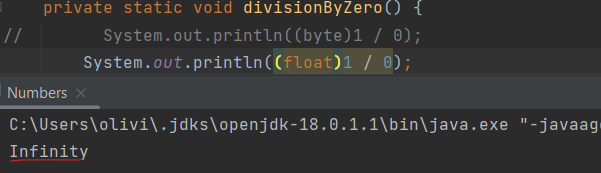 private static void divisionByZero() {
// System.out.println((byte)1 / 0);
System.out.println((float)1 / 0);
Numbers ×
C:\Users\olivi\.jdks\openjdk-18.0.1.1\bin\java.exe "-javaage
Infinity